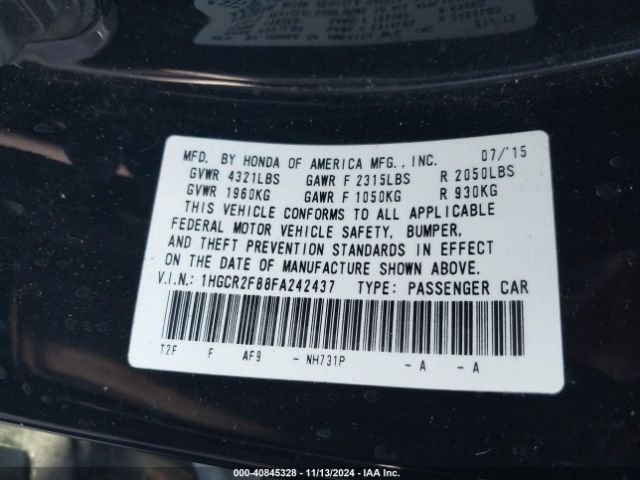 MFD. BY HONDA OF AMERICA MFG., INC. 07/'15
GVWR 4321LBS GAWR F 2315LBS R 2050LBS
GVWR 1960KG GAWR F 1050KG R 930KG
THIS VEHICLE CONFORMS TO ALL APPLICABLE
FEDERAL MOTOR VEHICLE SAFETY, BUMPER,
AND THEFT PREVENTION STANDARDS IN EFFECT
ON THE DATE OF MANUFACTURE SHOWN ABOVE.
V.I.N.: 1HGCR2F88FA242437 TYPE: PASSENGER CAR
T2F F AF9 - NH731P - A - A
000-40845328 - 11/13/2024 - IAA Inc.